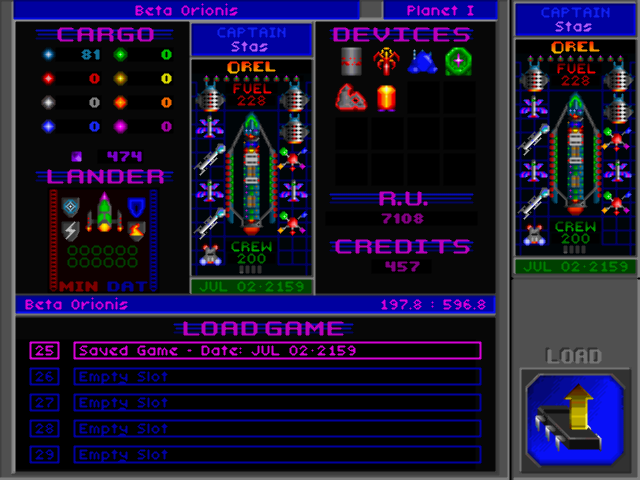 Beta Orionis
Planet I
CARGO
81 0
0 0
0 0
0 0
474
LANDER
MIN DAT
CAPTAIN
Stas
OREL
FUEL
228
CREW
200
JUL 02·2159
DEVICES
R.U.
7108
CREDITS
457
CAPTAIN
Stas
OREL
FUEL
228
CREW
200
JUL 02·2159
Beta Orionis 197.8 : 596.8
LOAD GAME
25 Saved Game - Date: JUL 02·2159
26 Empty Slot
27 Empty Slot
28 Empty Slot
29 Empty Slot
LOAD